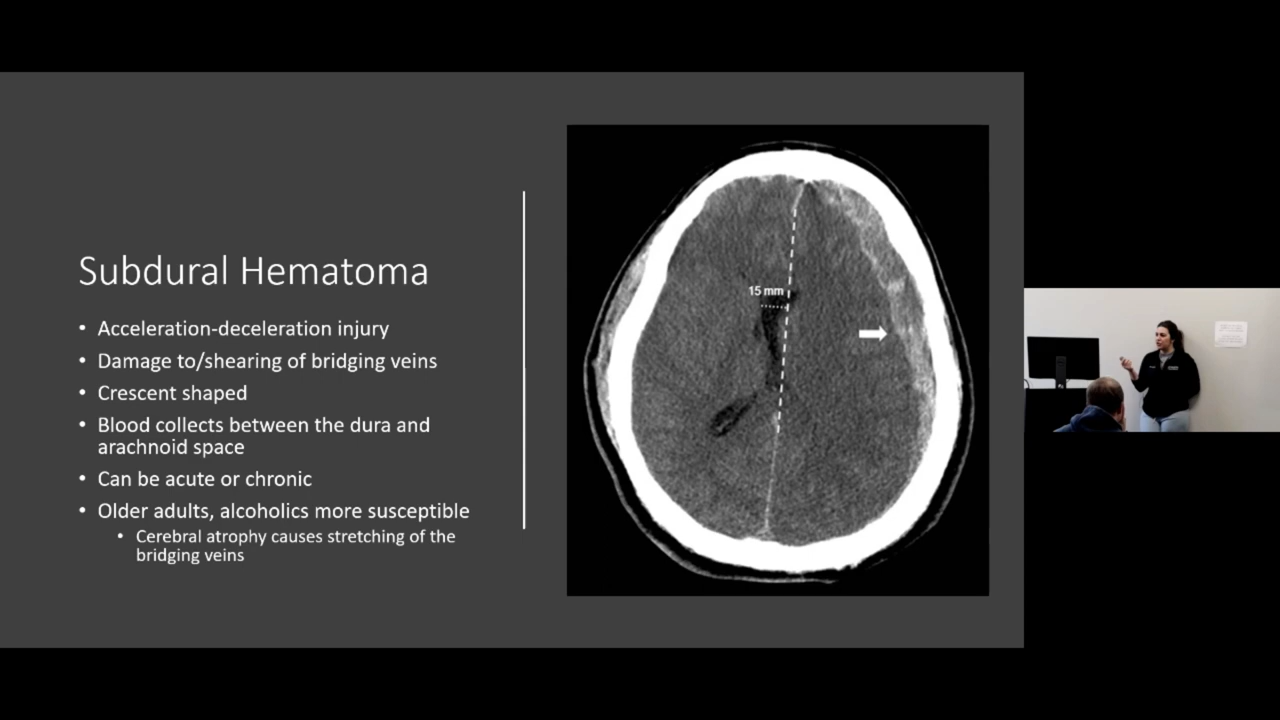 Subdural Hematoma
• Acceleration-deceleration injury
• Damage to/shearing of bridging veins
• Crescent shaped
• Blood collects between the dura and
arachnoid space
• Can be acute or chronic
• Older adults, alcoholics more susceptible
• Cerebral atrophy causes stretching of the
bridging veins
15 mm